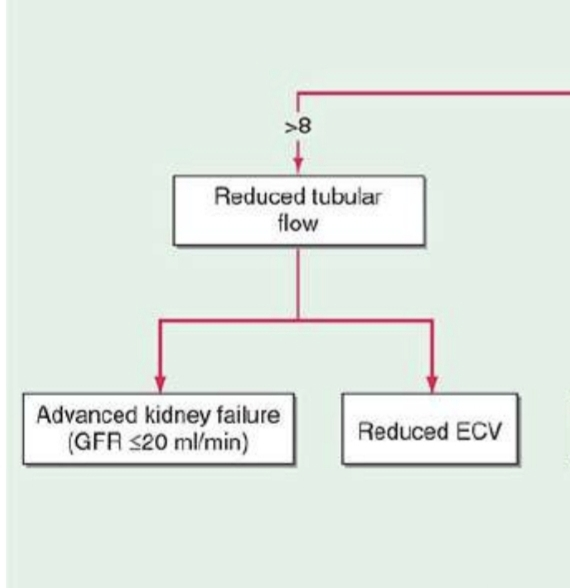 >8
Reduced tubular
flow
Advanced kidney failure
(GFR ≤20 ml/min)
Reduced ECV